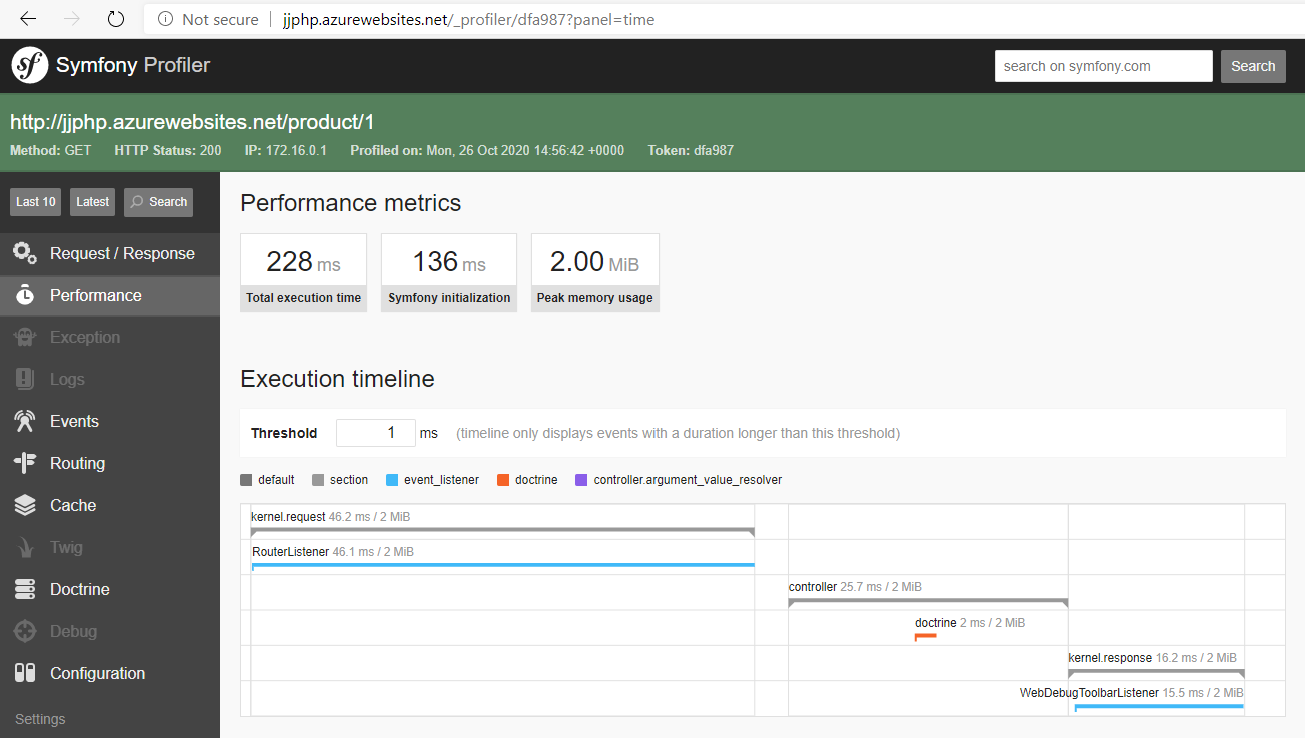 Not secure | jjphp.azurewebsites.net/_profiler/dfa987?panel=time
sf Symfony Profiler search on symfony.com Search
http://jjphp.azurewebsites.net/product/1
Method: GET HTTP Status: 200 IP: 172.16.0.1 Profiled on: Mon, 26 Oct 2020 14:56:42 +0000 Token: dfa987
Last 10 Latest Search
Request / Response
Performance
Exception
Logs
Events
Routing
Cache
Twig
Doctrine
Debug
Configuration
Settings
Performance metrics
228 ms 136 ms 2.00 MiB
Total execution time Symfony initialization Peak memory usage
Execution timeline
Threshold 1 ms (timeline only displays events with a duration longer than this threshold)
default section event_listener doctrine controller.argument_value_resolver
kernel.request 46.2 ms / 2 MiB
RouterListener 46.1 ms / 2 MiB
controller 25.7 ms / 2 MiB
doctrine 2 ms / 2 MiB
kernel.response 16.2 ms / 2 MiB
WebDebugToolbarListener 15.5 ms / 2 MiB